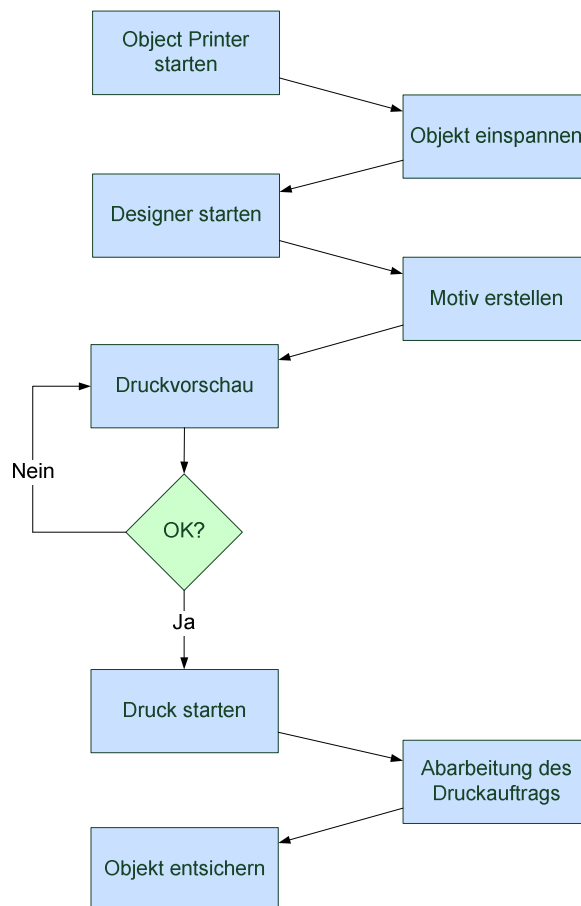 Object Printer
starten
Objekt einspannen
Designer starten
Motiv erstellen
Druckvorschau
Nein
OK?
Ja
Druck starten
Abarbeitung des
Druckauftrags
Objekt entsichern